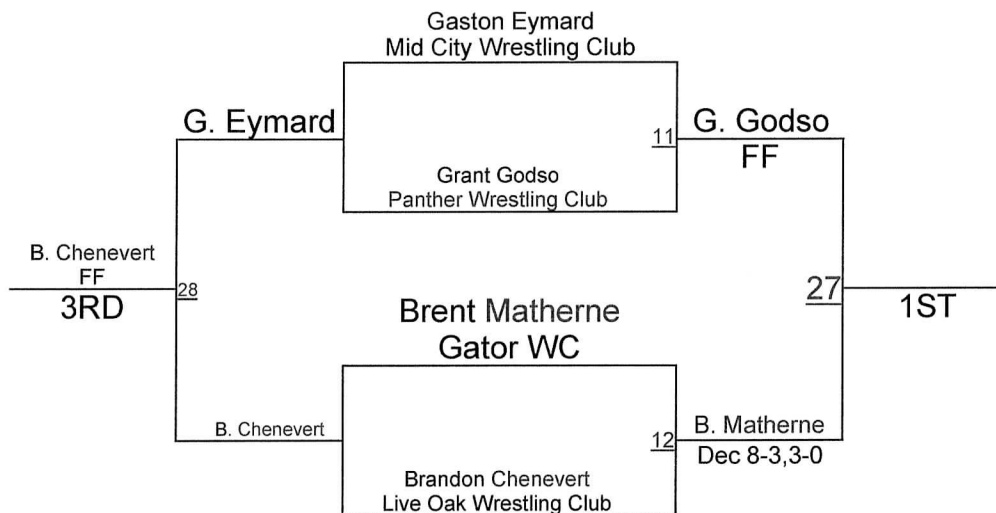 Gaston Eymard
Mid City Wrestling Club
G. Eymard
11
G. Godso
FF
Grant Godso
Panther Wrestling Club
B. Chenevert
FF
3RD
28
Brent Matherne
Gator WC
27
1ST
B. Chenevert
12
B. Matherne
Dec 8-3,3-0
Brandon Chenevert
Live Oak Wrestling Club